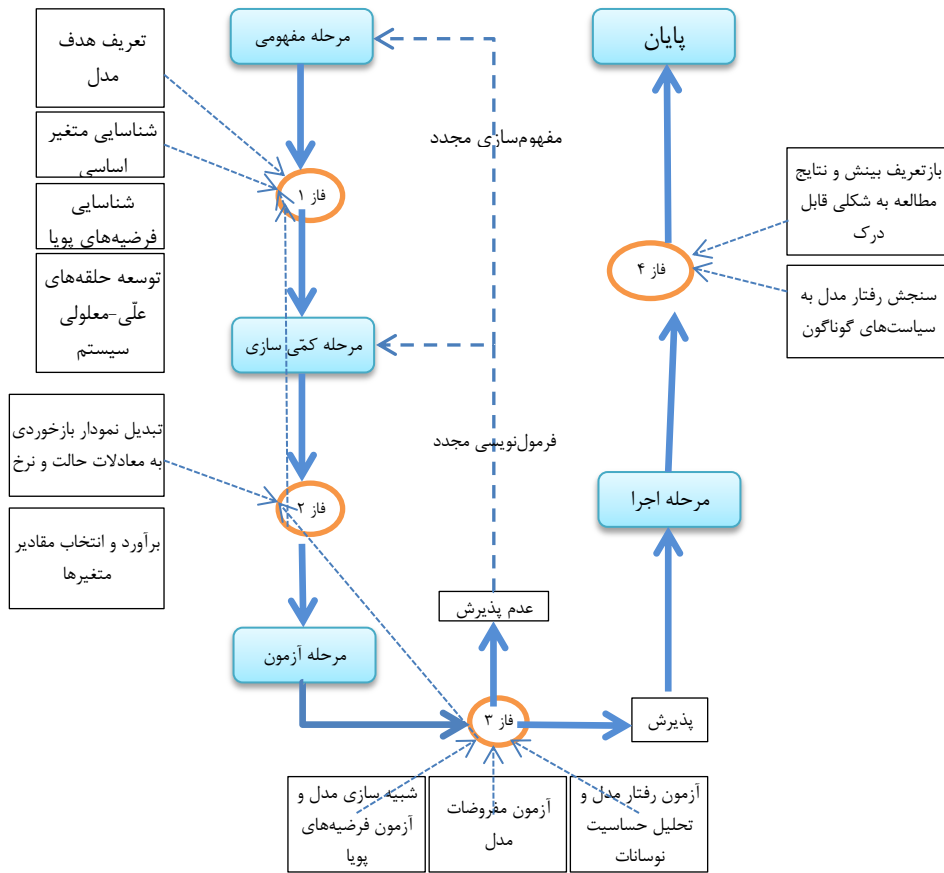 مرحله مفهومی
پایان
تعریف هدف
مدل
مفهوم‌سازی مجدد
شناسایی متغیر
اساسی
بازتعریف بینش و نتایج
مطالعه به شکلی قابل
درک
فاز ۱
شناسایی
فرضیه‌های پویا
فاز ۴
توسعه حلقه‌های
علّی-معلولی
سیستم
سنجش رفتار مدل به
سیاست‌های گوناگون
مرحله کمّی سازی
تبدیل نمودار بازخوردی
به معادلات حالت و نرخ
فرمول‌نویسی مجدد
فاز ۲
مرحله اجرا
برآورد و انتخاب مقادیر
متغیرها
عدم پذیرش
مرحله آزمون
فاز ۳
پذیرش
آزمون رفتار مدل و
تحلیل حساسیت
نوسانات
آزمون مفروضات
مدل
شبیه سازی مدل و
آزمون فرضیه‌های
پویا